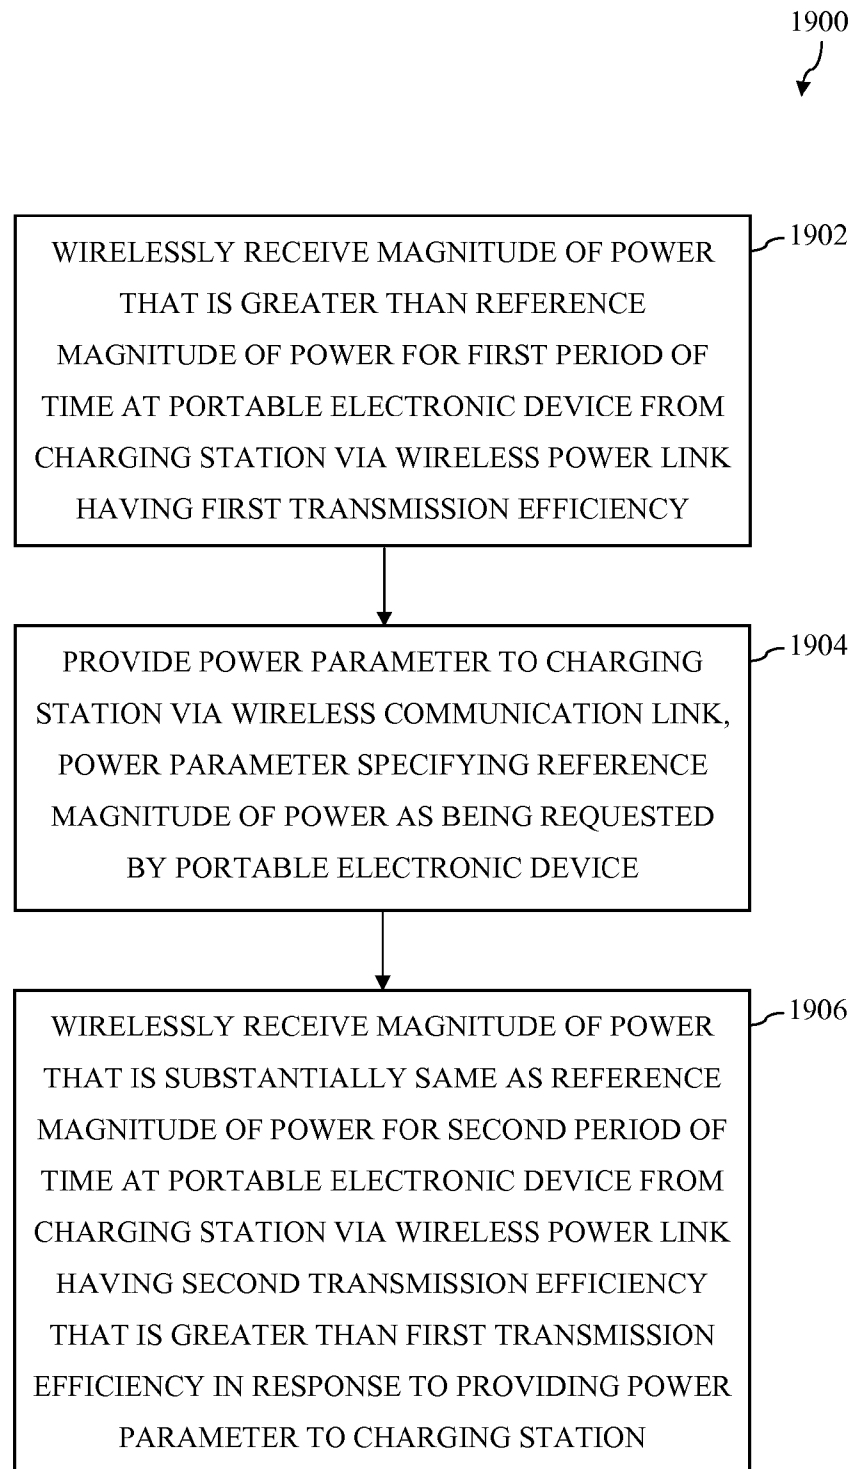 1900
WIRELESSLY RECEIVE MAGNITUDE OF POWER
THAT IS GREATER THAN REFERENCE
MAGNITUDE OF POWER FOR FIRST PERIOD OF
TIME AT PORTABLE ELECTRONIC DEVICE FROM
CHARGING STATION VIA WIRELESS POWER LINK
HAVING FIRST TRANSMISSION EFFICIENCY
1902
PROVIDE POWER PARAMETER TO CHARGING
STATION VIA WIRELESS COMMUNICATION LINK,
POWER PARAMETER SPECIFYING REFERENCE
MAGNITUDE OF POWER AS BEING REQUESTED
BY PORTABLE ELECTRONIC DEVICE
1904
WIRELESSLY RECEIVE MAGNITUDE OF POWER
THAT IS SUBSTANTIALLY SAME AS REFERENCE
MAGNITUDE OF POWER FOR SECOND PERIOD OF
TIME AT PORTABLE ELECTRONIC DEVICE FROM
CHARGING STATION VIA WIRELESS POWER LINK
HAVING SECOND TRANSMISSION EFFICIENCY
THAT IS GREATER THAN FIRST TRANSMISSION
EFFICIENCY IN RESPONSE TO PROVIDING POWER
PARAMETER TO CHARGING STATION
1906